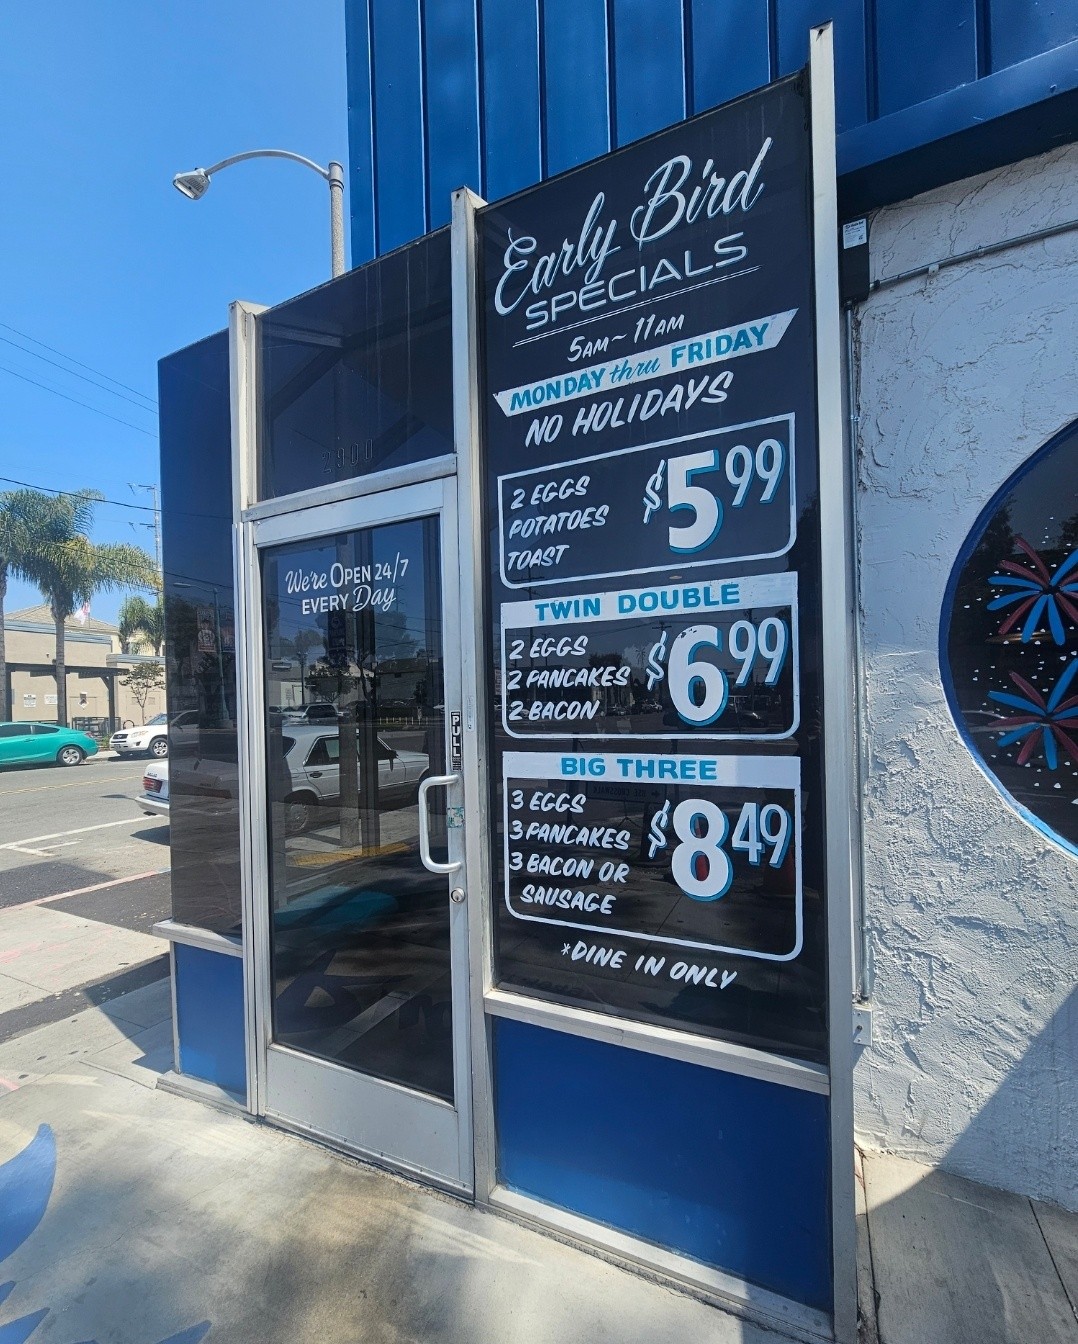 Early Bird
SPECIALS
5AM~11AM
MONDAY thru FRIDAY
NO HOLIDAYS
2 EGGS
POTATOES
TOAST
$5.99
TWIN DOUBLE
2 EGGS
2 PANCAKES
2 BACON
$6.99
BIG THREE
3 EGGS
3 PANCAKES
3 BACON OR
SAUSAGE
$8.49
*DINE IN ONLY
2900
We're OPEN 24/7
EVERY Day
PULL